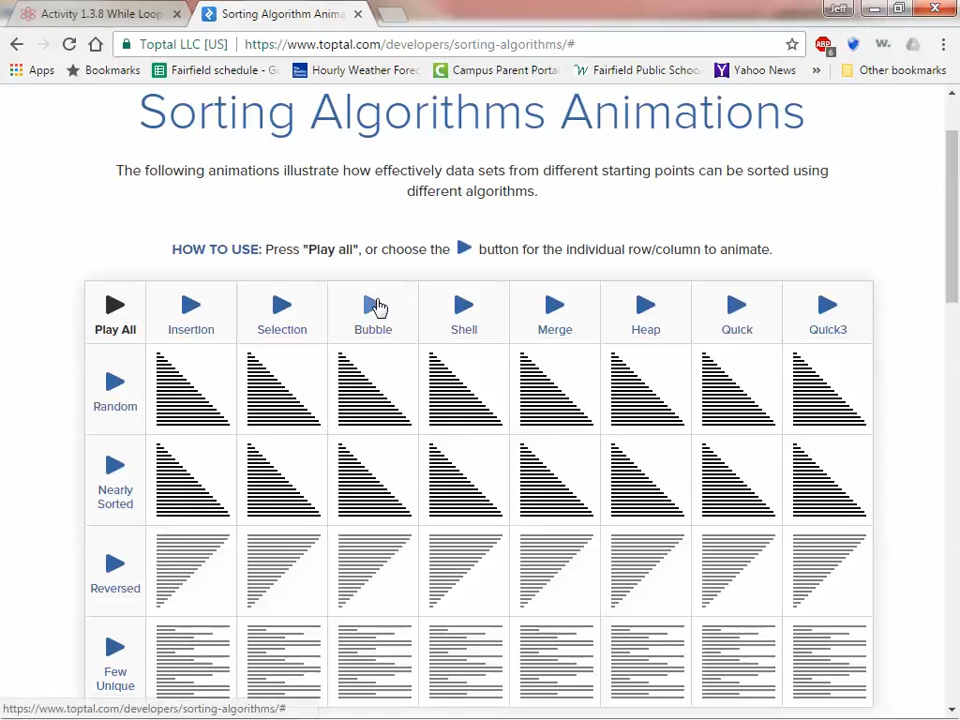 Activity 1.3.8 While Loop
Sorting Algorithm Anima
Jeff
Toptal LLC [US]
https://www.toptal.com/developers/sorting-algorithms/#
ABP
6
W.
Apps
Bookmarks
Fairfield schedule - G
Hourly Weather Forec
Campus Parent Porta
Fairfield Public Schoo
Yahoo News
»
Other bookmarks
Sorting Algorithms Animations
The following animations illustrate how effectively data sets from different starting points can be sorted using
different algorithms.
HOW TO USE: Press "Play all", or choose the button for the individual row/column to animate.
Play All Insertion Selection Bubble Shell Merge Heap Quick Quick3
Random
Nearly
Sorted
Reversed
Few
Unique
https://www.toptal.com/developers/sorting-algorithms/#